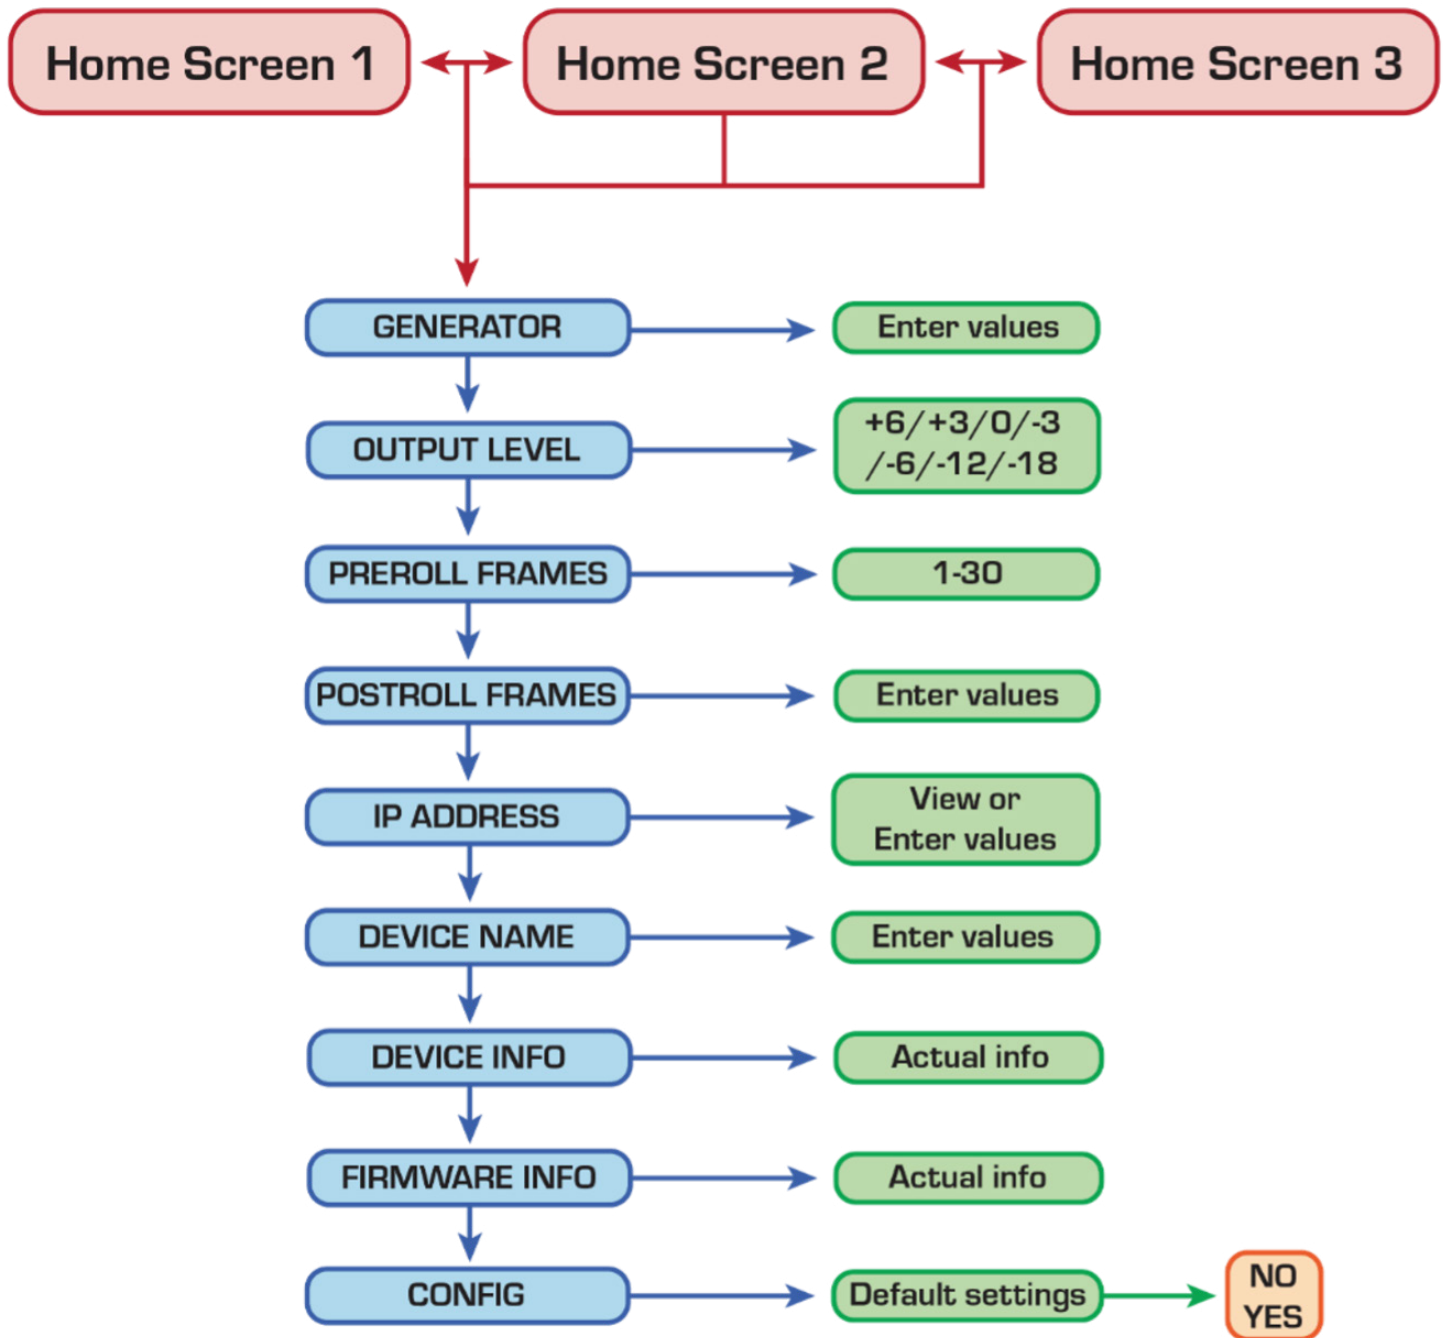 Home Screen 1
Home Screen 2
Home Screen 3
GENERATOR
Enter values
OUTPUT LEVEL
+6/+3/0/-3
/-6/-12/-18
PREROLL FRAMES
1-30
POSTROLL FRAMES
Enter values
IP ADDRESS
View or
Enter values
DEVICE NAME
Enter values
DEVICE INFO
Actual info
FIRMWARE INFO
Actual info
CONFIG
Default settings
NO
YES